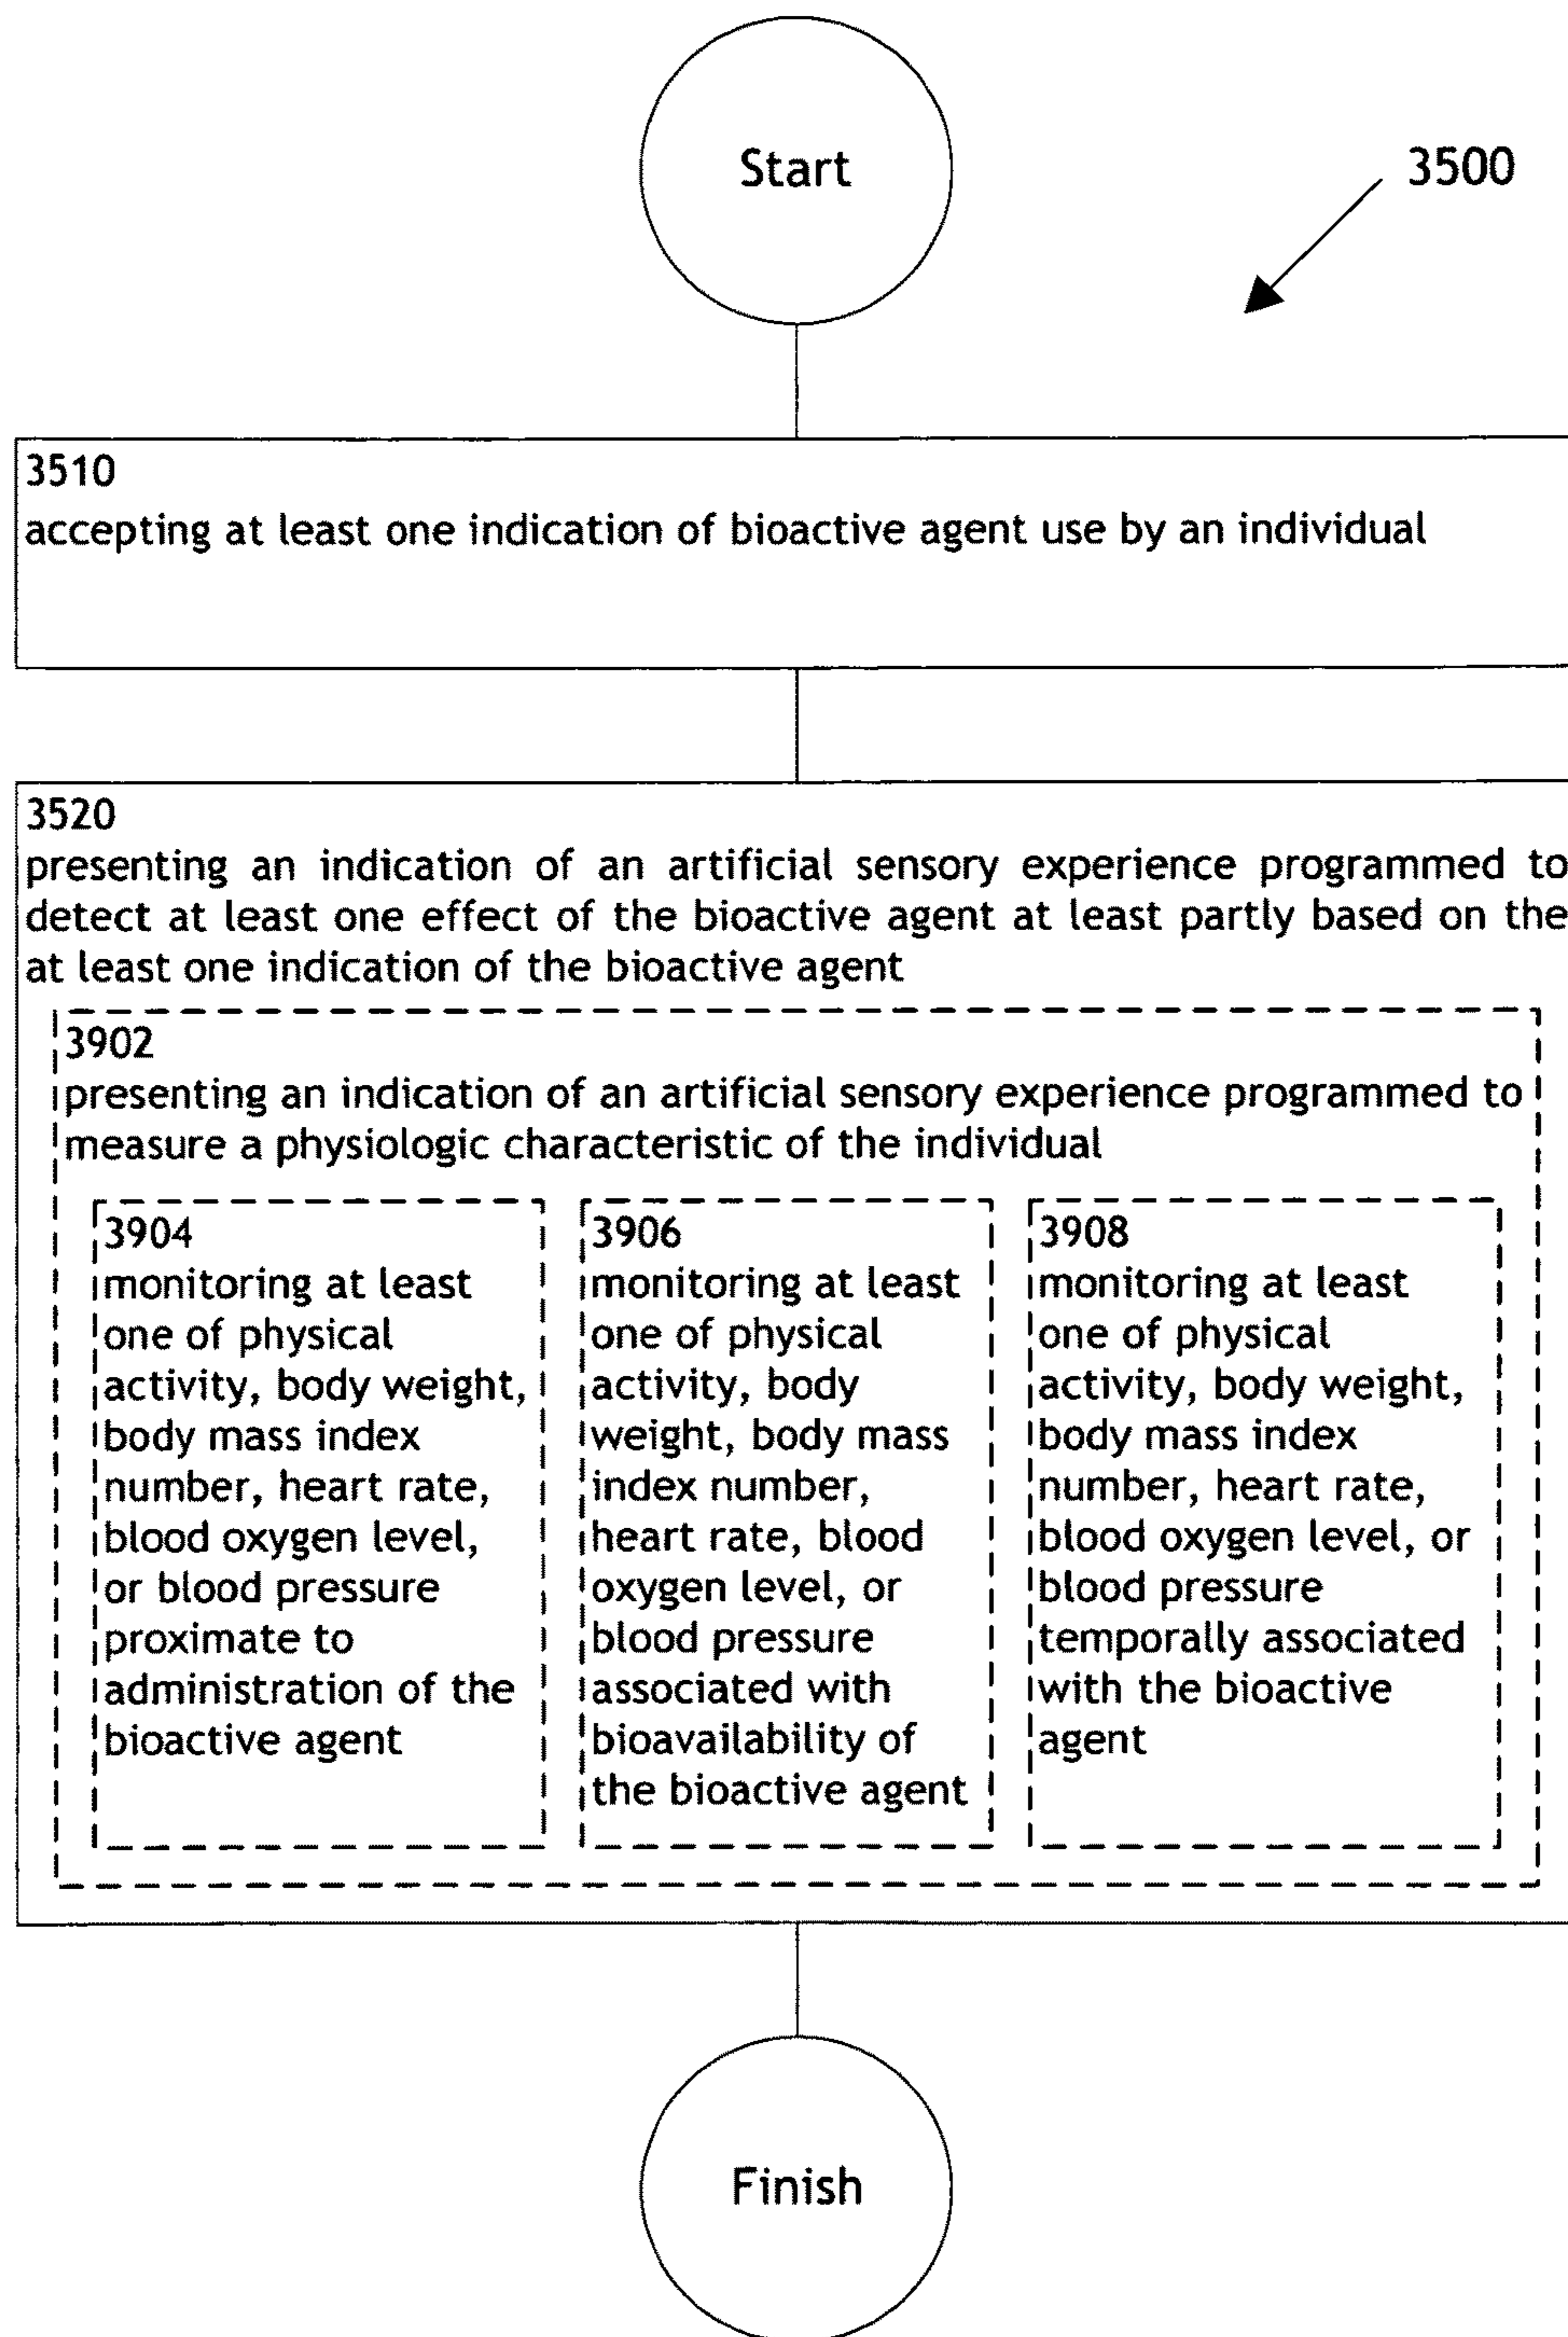 Start
3500
3510
accepting at least one indication of bioactive agent use by an individual
3520
presenting an indication of an artificial sensory experience programmed to
detect at least one effect of the bioactive agent at least partly based on the
at least one indication of the bioactive agent
3902
presenting an indication of an artificial sensory experience programmed to
measure a physiologic characteristic of the individual
3904
monitoring at least
one of physical
activity, body weight,
body mass index
number, heart rate,
blood oxygen level,
or blood pressure
proximate to
administration of the
bioactive agent
3906
monitoring at least
one of physical
activity, body
weight, body mass
index number,
heart rate, blood
oxygen level, or
blood pressure
associated with
bioavailability of
the bioactive agent
3908
monitoring at least
one of physical
activity, body weight,
body mass index
number, heart rate,
blood oxygen level, or
blood pressure
temporally associated
with the bioactive
agent
Finish